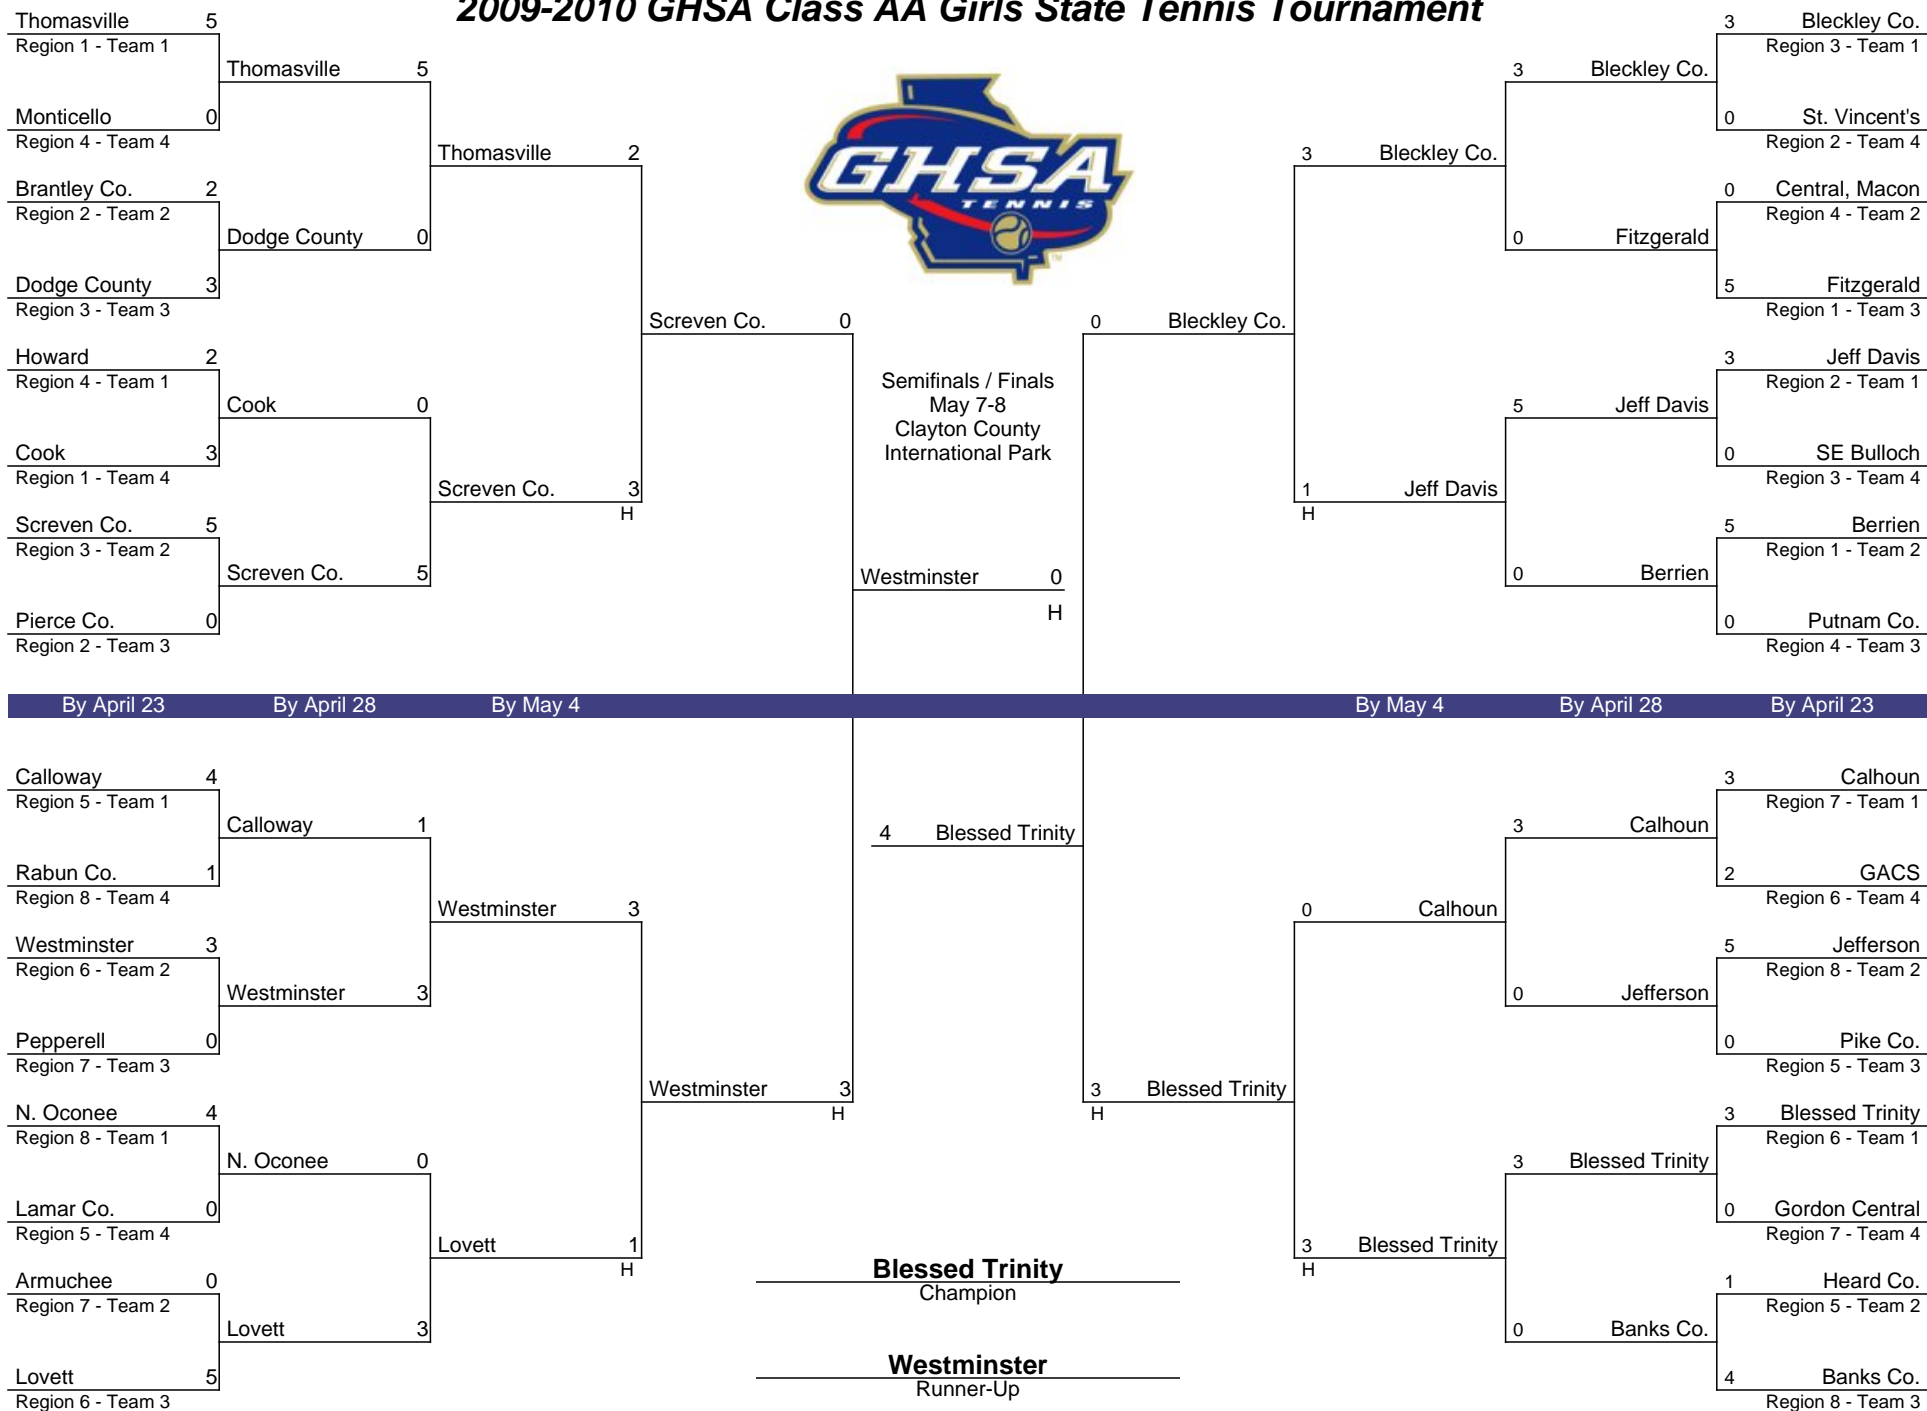 2009-2010 GHSA Class AA Girls State Tennis Tournament
Thomasville 5
Region 1 - Team 1
Monticello 0
Region 4 - Team 4
Brantley Co. 2
Region 2 - Team 2
Dodge County 3
Region 3 - Team 3
Howard 2
Region 4 - Team 1
Cook 3
Region 1 - Team 4
Screven Co. 5
Region 3 - Team 2
Pierce Co. 0
Region 2 - Team 3
Thomasville 5
Dodge County 0
Cook 0
Screven Co. 5
Thomasville 2
Screven Co. 3
H
Screven Co. 0
GHSA
TENNIS
TM
Semifinals / Finals
May 7-8
Clayton County
International Park
Westminster 0
H
0 Bleckley Co.
3 Bleckley Co.
1 Jeff Davis
H
3 Bleckley Co.
0 Fitzgerald
5 Jeff Davis
0 Berrien
3 Bleckley Co.
Region 3 - Team 1
0 St. Vincent's
Region 2 - Team 4
0 Central, Macon
Region 4 - Team 2
5 Fitzgerald
Region 1 - Team 3
3 Jeff Davis
Region 2 - Team 1
0 SE Bulloch
Region 3 - Team 4
5 Berrien
Region 1 - Team 2
0 Putnam Co.
Region 4 - Team 3
By April 23 By April 28 By May 4 By May 4 By April 28 By April 23
Calloway 4
Region 5 - Team 1
Rabun Co. 1
Region 8 - Team 4
Westminster 3
Region 6 - Team 2
Pepperell 0
Region 7 - Team 3
N. Oconee 4
Region 8 - Team 1
Lamar Co. 0
Region 5 - Team 4
Armuchee 0
Region 7 - Team 2
Lovett 5
Region 6 - Team 3
Calloway 1
Westminster 3
N. Oconee 0
Lovett 3
Westminster 3
Lovett 1
H
Westminster 3
H
4 Blessed Trinity
3 Blessed Trinity
H
0 Calhoun
3 Blessed Trinity
H
3 Calhoun
0 Jefferson
3 Blessed Trinity
0 Banks Co.
3 Calhoun
Region 7 - Team 1
2 GACS
Region 6 - Team 4
5 Jefferson
Region 8 - Team 2
0 Pike Co.
Region 5 - Team 3
3 Blessed Trinity
Region 6 - Team 1
0 Gordon Central
Region 7 - Team 4
1 Heard Co.
Region 5 - Team 2
4 Banks Co.
Region 8 - Team 3
Blessed Trinity
Champion
Westminster
Runner-Up